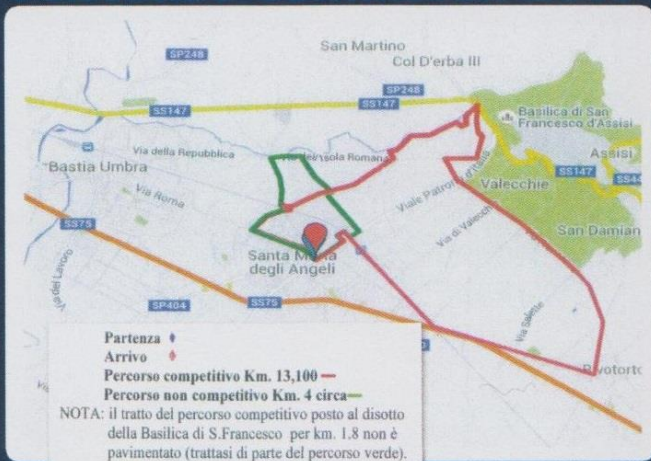 San Martino
SP248
Col D'erba III
SP248
SS147
SS147
Basilica di San
Francesco d'Assisi
Via della Repubblica
Assisi
Bastia Umbra
Valecchie
SS147
Via Roma
Viale Patrono d'Italia
SS75
Via di Valecchie
San Damian
Santa Maria
degli Angeli
Via del Lavoro
SP404
SS75
Via Salette
Rivotorto
Partenza
Arrivo
Percorso competitivo Km. 13,100
Percorso non competitivo Km. 4 circa
NOTA: il tratto del percorso competitivo posto al disotto
della Basilica di S.Francesco per km. 1.8 non è
pavimentato (trattasi di parte del percorso verde).